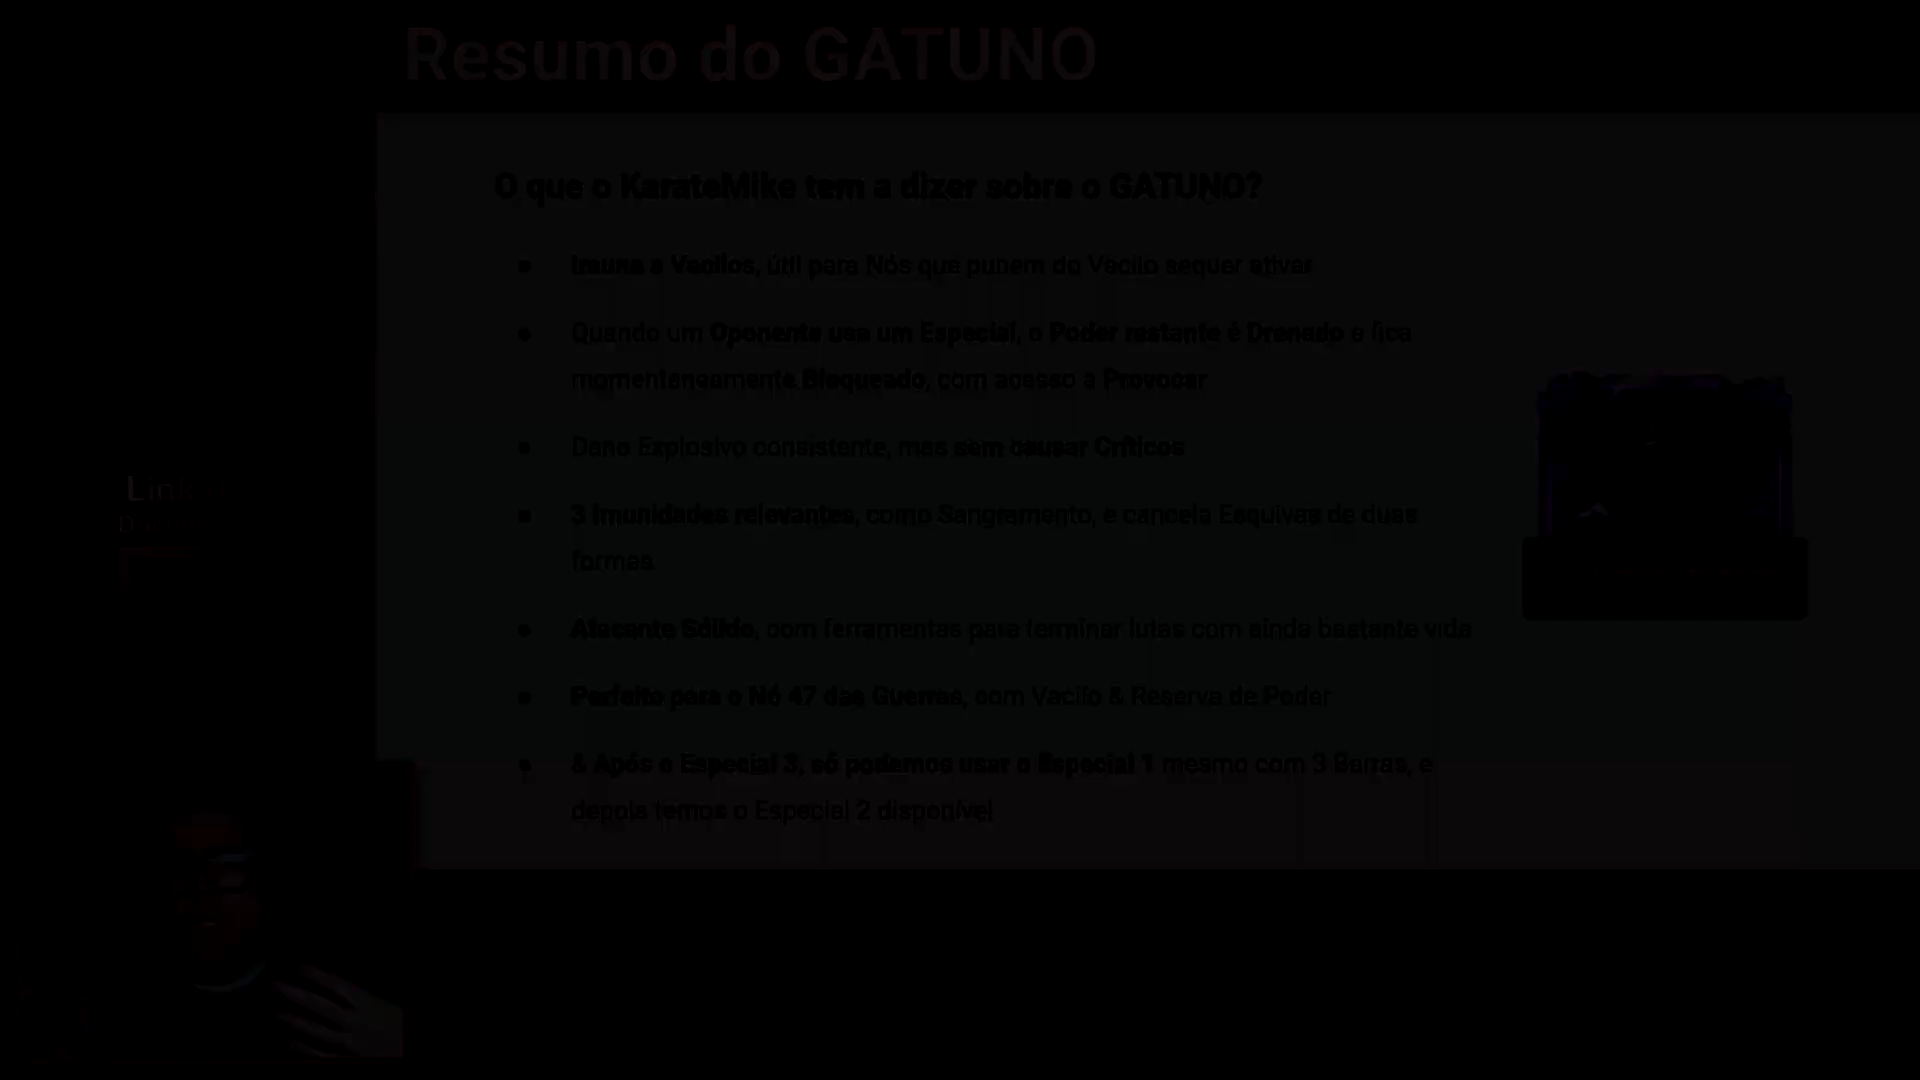 Resumo do GATUNO
O que o KarateMike tem a dizer sobre o GATUNO?
● Imune a Vacilos, útil para Nós que punem do Vacilo sequer ativar
● Quando um Oponente usa um Especial, o Poder restante é Drenado e fica
momentaneamente Bloqueado, com acesso a Provocar
● Dano Explosivo consistente, mas sem causar Críticos
● 3 Imunidades relevantes, como Sangramento, e cancela Esquivas de duas
formas
● Atacante Sólido, com ferramentas para terminar lutas com ainda bastante vida
● Perfeito para o Nó 47 das Guerras, com Vacilo & Reserva de Poder
● & Após o Especial 3, só podemos usar o Especial 1 mesmo com 3 Barras, e
depois temos o Especial 2 disponível
Link